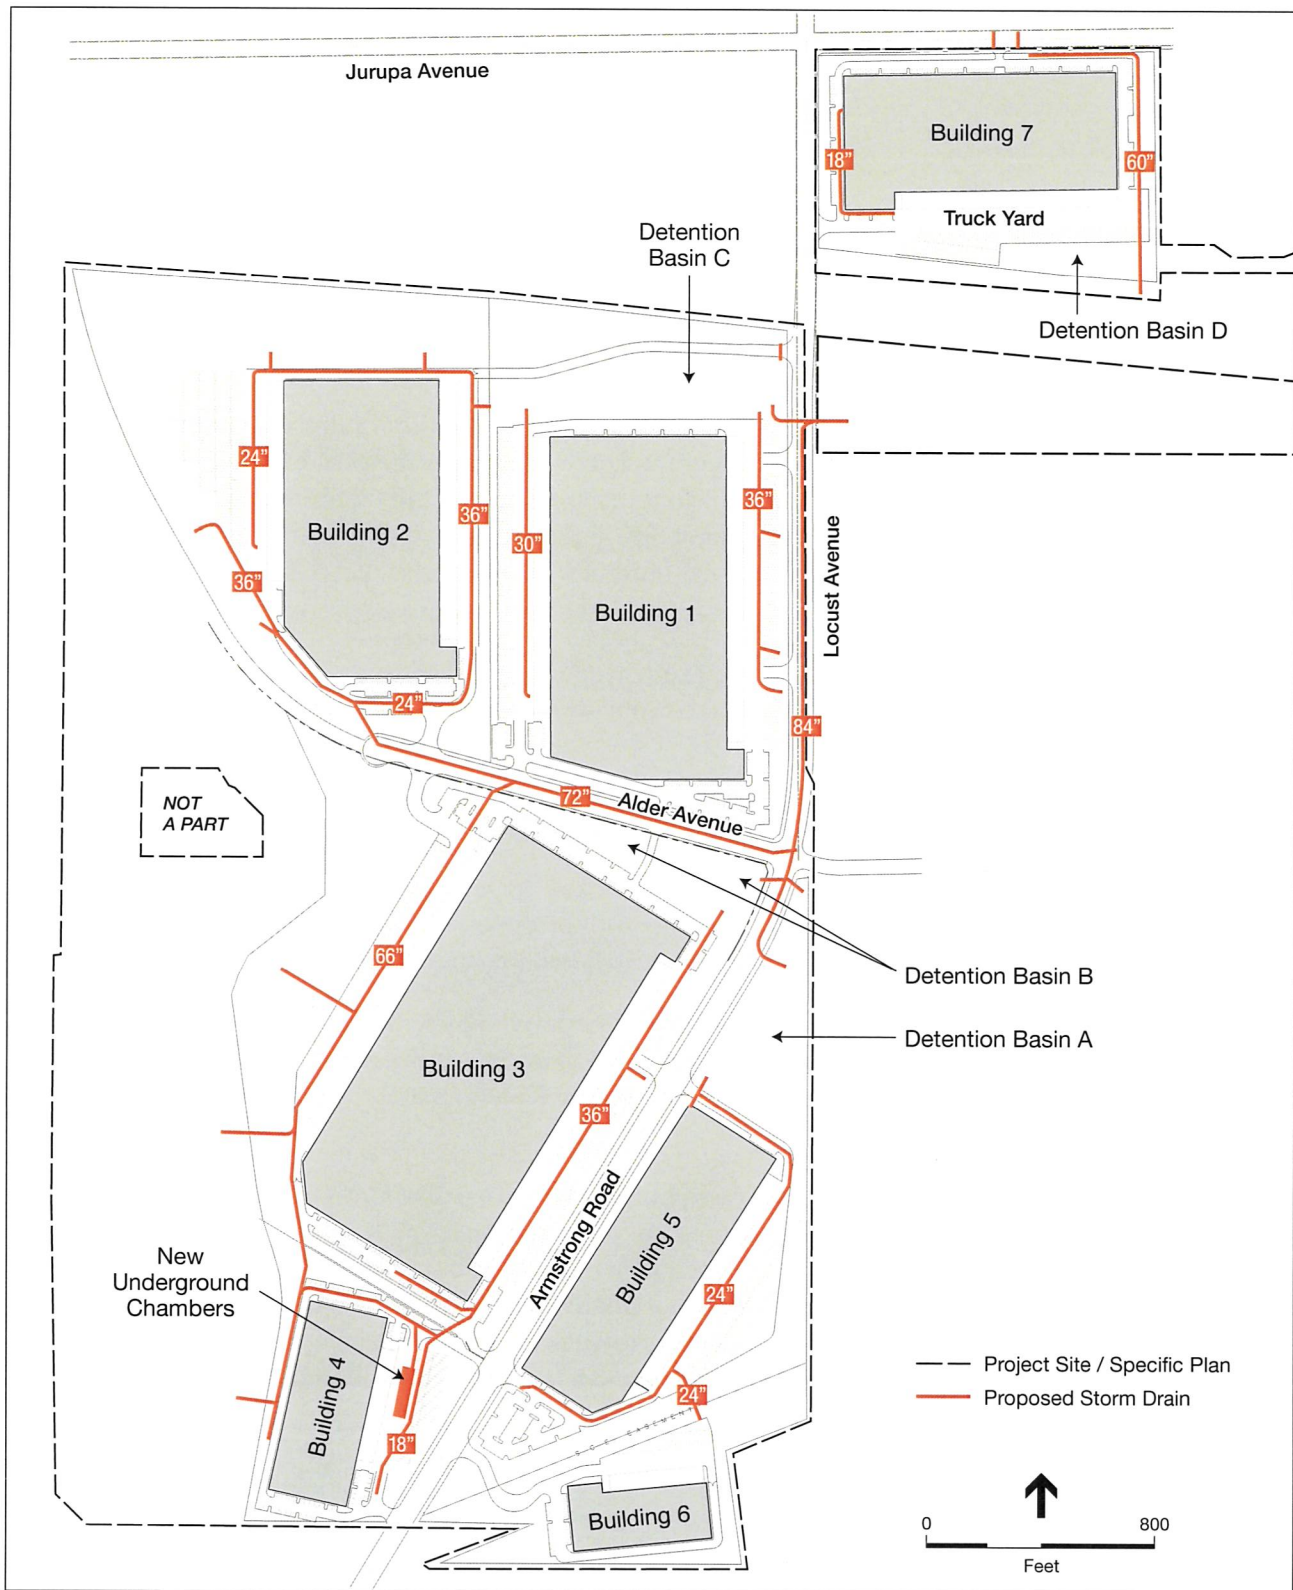 Jurupa Avenue
Building 7
18"
60"
Truck Yard
Detention
Basin C
Detention Basin D
24"
36"
Building 2
36"
30"
36"
Building 1
Locust Avenue
24"
84"
72"
Alder Avenue
NOT
A PART
66"
Detention Basin B
Detention Basin A
Building 3
36"
Armstrong Road
Building 5
New
Underground
Chambers
24"
Building 4
24"
18"
SCE EASEMENT
Building 6
Project Site / Specific Plan
Proposed Storm Drain
0
800
Feet